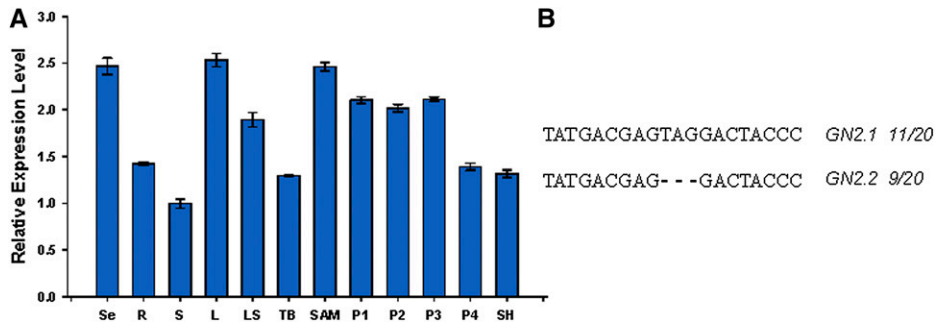 A
Relative Expression Level
3.0
2.5
2.0
1.5
1.0
0.5
0.0
Se R S L LS TB SAM P1 P2 P3 P4 SH
B
TATGACGAGTAGGACTACCC GN2.1 11/20
TATGACGAG---GACTACCC GN2.2 9/20